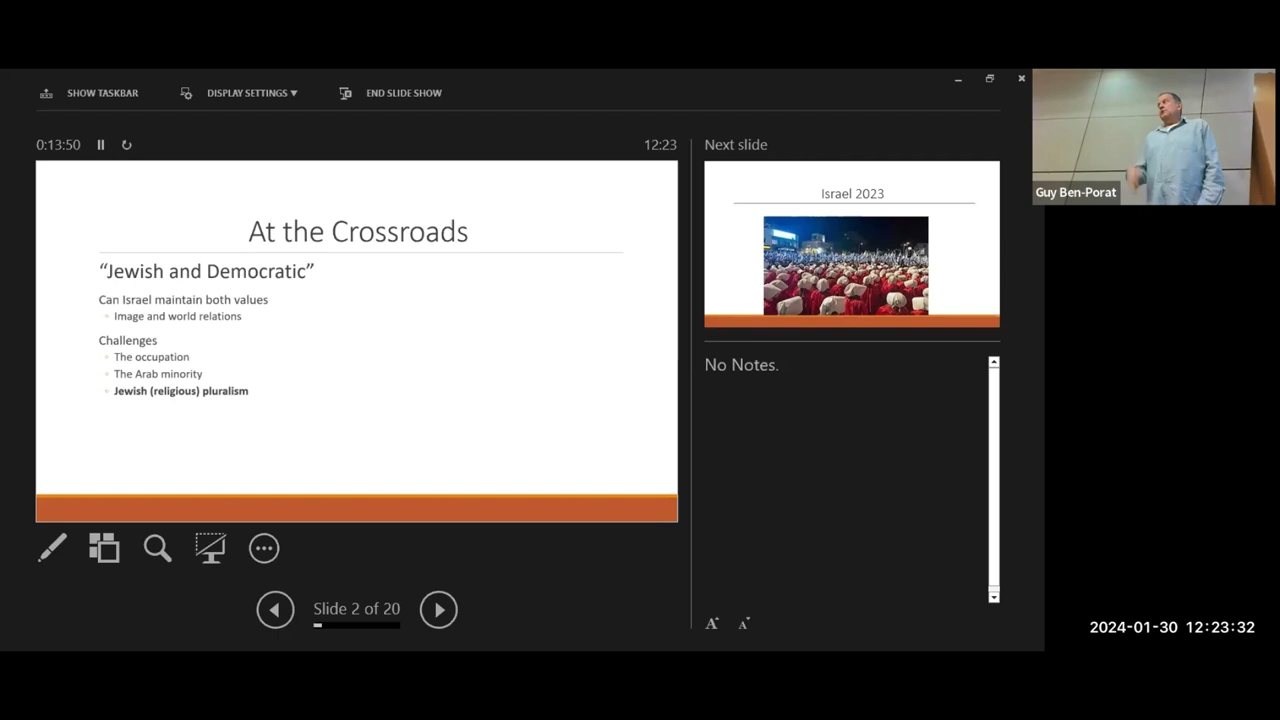 SHOW TASKBAR
DISPLAY SETTINGS ▼
END SLIDE SHOW
0:13:50
12:23
At the Crossroads
“Jewish and Democratic”
Can Israel maintain both values
Image and world relations
Challenges
The occupation
The Arab minority
Jewish (religious) pluralism
Slide 2 of 20
Next slide
Israel 2023
No Notes.
A
A
Guy Ben-Porat
2024-01-30 12:23:32